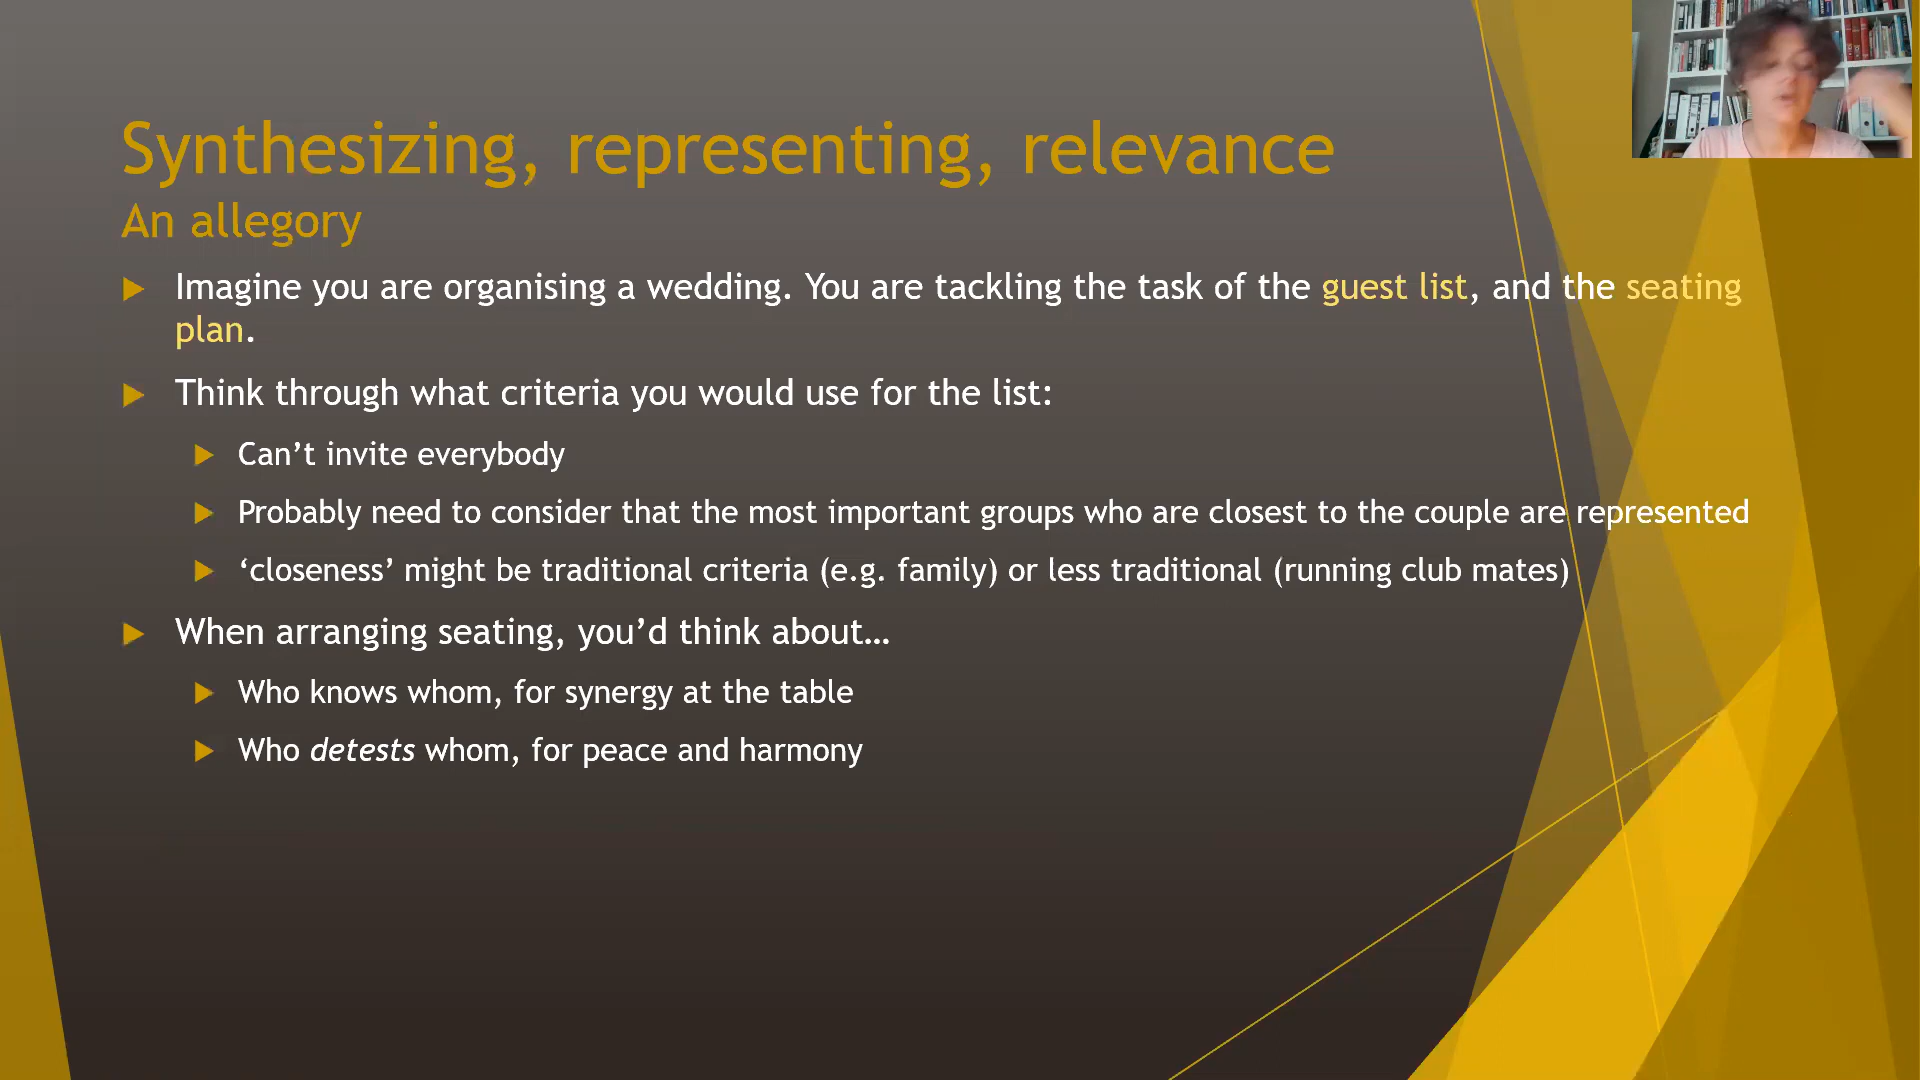 Synthesizing, representing, relevance
An allegory
Imagine you are organising a wedding. You are tackling the task of the guest list, and the seating
plan.
Think through what criteria you would use for the list:
Can’t invite everybody
Probably need to consider that the most important groups who are closest to the couple are represented
‘closeness’ might be traditional criteria (e.g. family) or less traditional (running club mates)
When arranging seating, you’d think about…
Who knows whom, for synergy at the table
Who detests whom, for peace and harmony